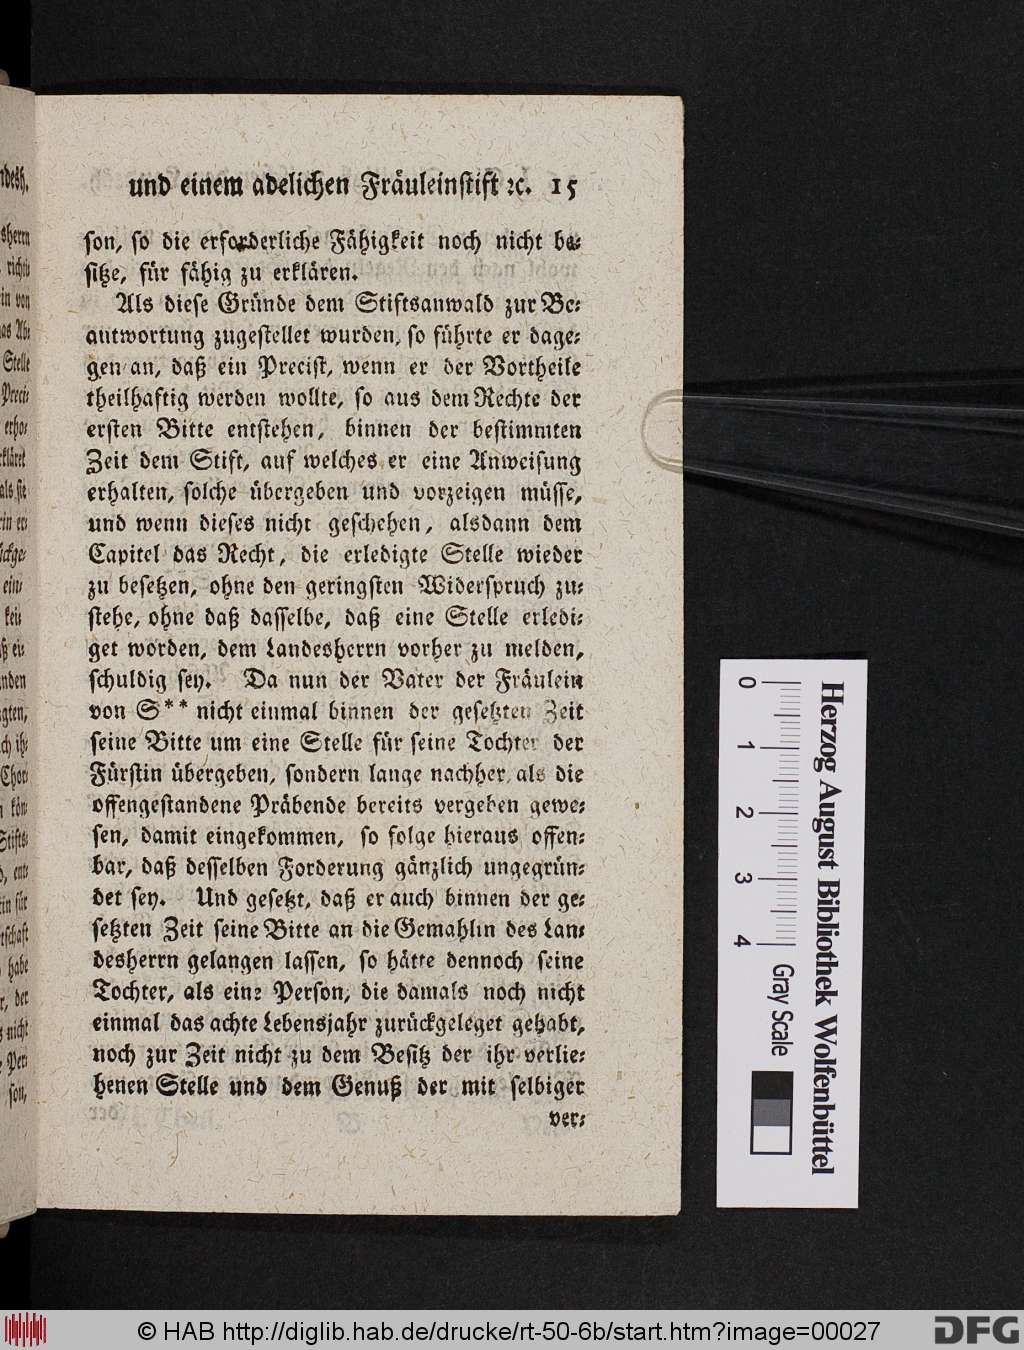 und einem adelichen Fräuleinstift ꝛc. 15
son, so die erforderliche Fähigkeit noch nicht be-
sitze, für fähig zu erklären.
Als diese Gründe dem Stiftsanwald zur Be-
antwortung zugestellet wurden, so führte er dage-
gen an, daß ein Precist, wenn er der Vortheile
theilhaftig werden wollte, so aus dem Rechte der
ersten Bitte entstehen, binnen der bestimmten
Zeit dem Stift, auf welches er eine Anweisung
erhalten, solche übergeben und vorzeigen müsse,
und wenn dieses nicht geschehen, alsdann dem
Capitel das Recht, die erledigte Stelle wieder
zu besetzen, ohne den geringsten Widerspruch zu-
stehe, ohne daß dasselbe, daß eine Stelle erledi-
get worden, dem Landesherrn vorher zu melden,
schuldig sey. Da nun der Vater der Fräulein
von S** nicht einmal binnen der gesetzten Zeit
seine Bitte um eine Stelle für seine Tochter der
Fürstin übergeben, sondern lange nachher, als die
offengestandene Präbende bereits vergeben gewe-
sen, damit eingekommen, so folge hieraus offen-
bar, daß desselben Forderung gänzlich ungegrün-
det sey. Und gesetzt, daß er auch binnen der ge-
setzten Zeit seine Bitte an die Gemahlin des Lan-
desherrn gelangen lassen, so hätte dennoch seine
Tochter, als eine Person, die damals noch nicht
einmal das achte Lebensjahr zurückgeleget gehabt,
noch zur Zeit nicht zu dem Besitz der ihr verlie-
henen Stelle und dem Genuß der mit selbiger
ver-
0 1 2 3 4 Gray Scale
Herzog August Bibliothek Wolfenbüttel
© HAB http://diglib.hab.de/drucke/rt-50-6b/start.htm?image=00027
DFG